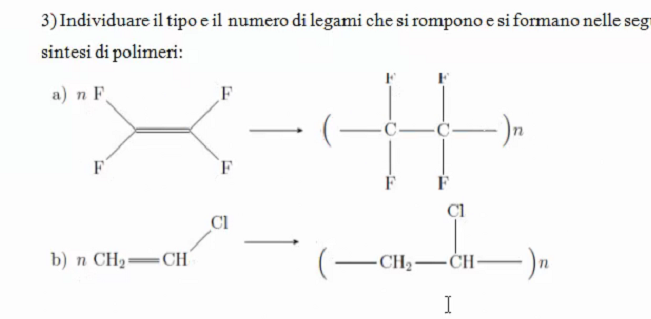 3) Individuare il tipo e il numero di legami che si rompono e si formano nelle seg
sintesi di polimeri:
a) n F F F F ( C C F F F F ) n
b) n CH₂ CH Cl ( CH₂ CH Cl ) n